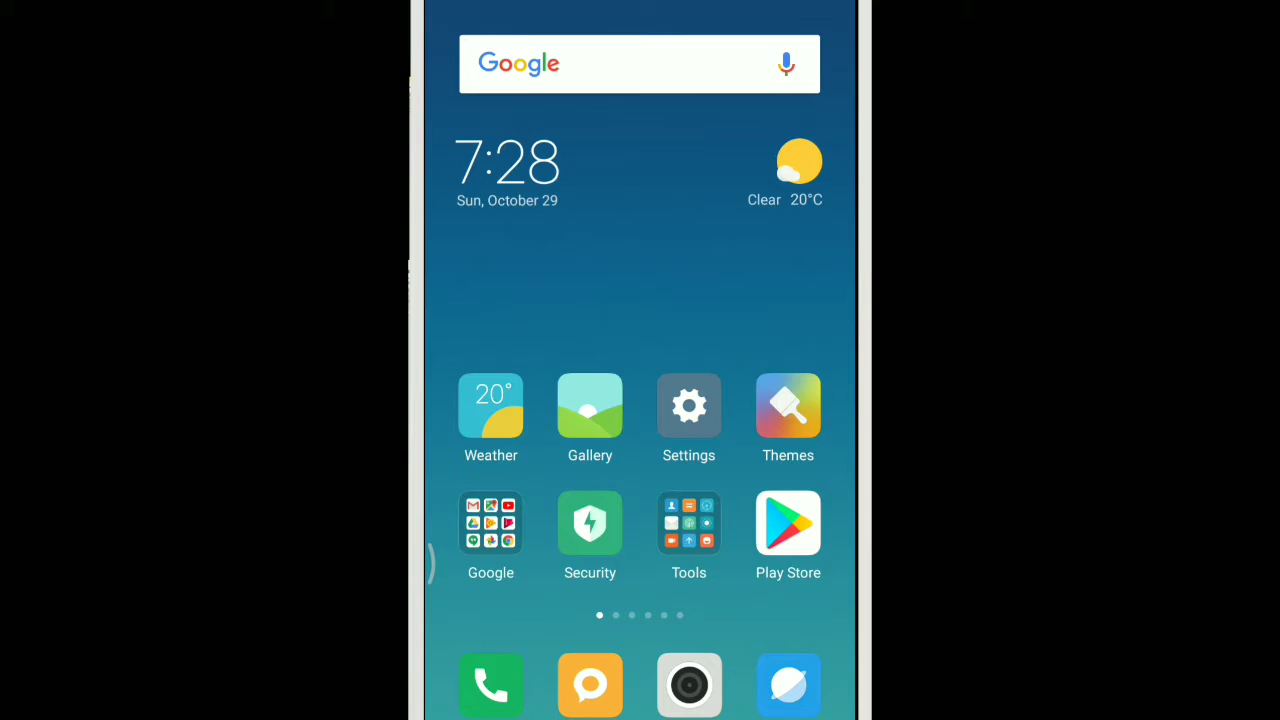 Google
7:28
Sun, October 29
Clear 20°C
20°
Weather
Gallery
Settings
Themes
Google
Security
Tools
Play Store